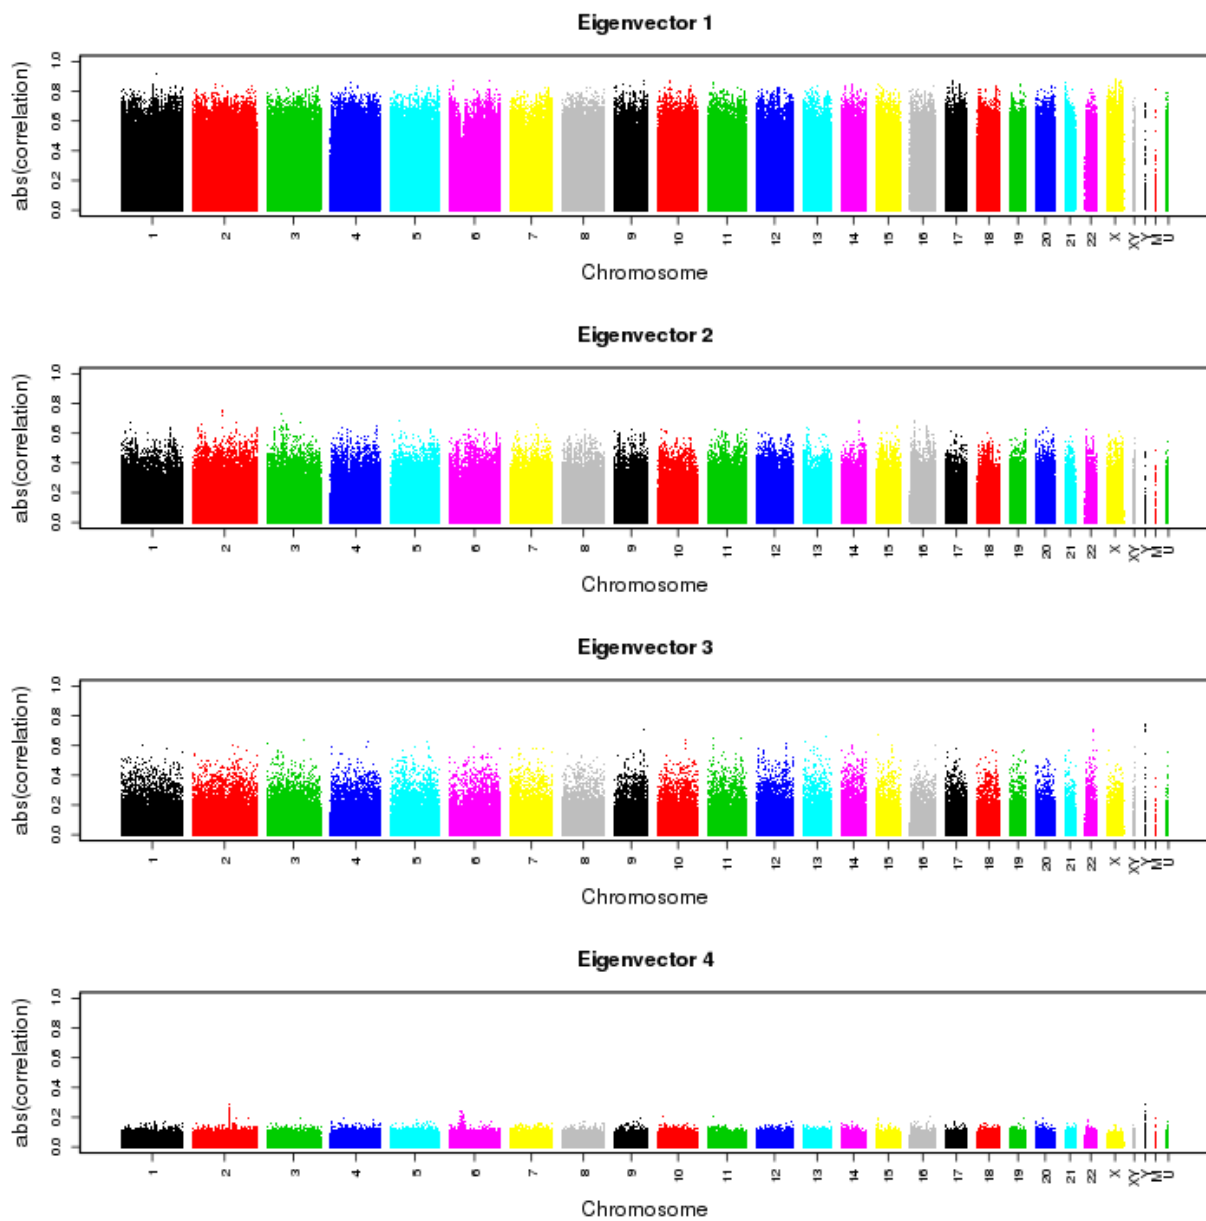 Eigenvector 1
abs(correlation)
0.0 0.2 0.4 0.6 0.8 1.0
1 2 3 4 5 6 7 8 9 10 11 12 13 14 15 16 17 18 19 20 21 22 X XY Y M U
Chromosome
Eigenvector 2
abs(correlation)
0.0 0.2 0.4 0.6 0.8 1.0
1 2 3 4 5 6 7 8 9 10 11 12 13 14 15 16 17 18 19 20 21 22 X XY Y M U
Chromosome
Eigenvector 3
abs(correlation)
0.0 0.2 0.4 0.6 0.8 1.0
1 2 3 4 5 6 7 8 9 10 11 12 13 14 15 16 17 18 19 20 21 22 X XY Y M U
Chromosome
Eigenvector 4
abs(correlation)
0.0 0.2 0.4 0.6 0.8 1.0
1 2 3 4 5 6 7 8 9 10 11 12 13 14 15 16 17 18 19 20 21 22 X XY Y M U
Chromosome